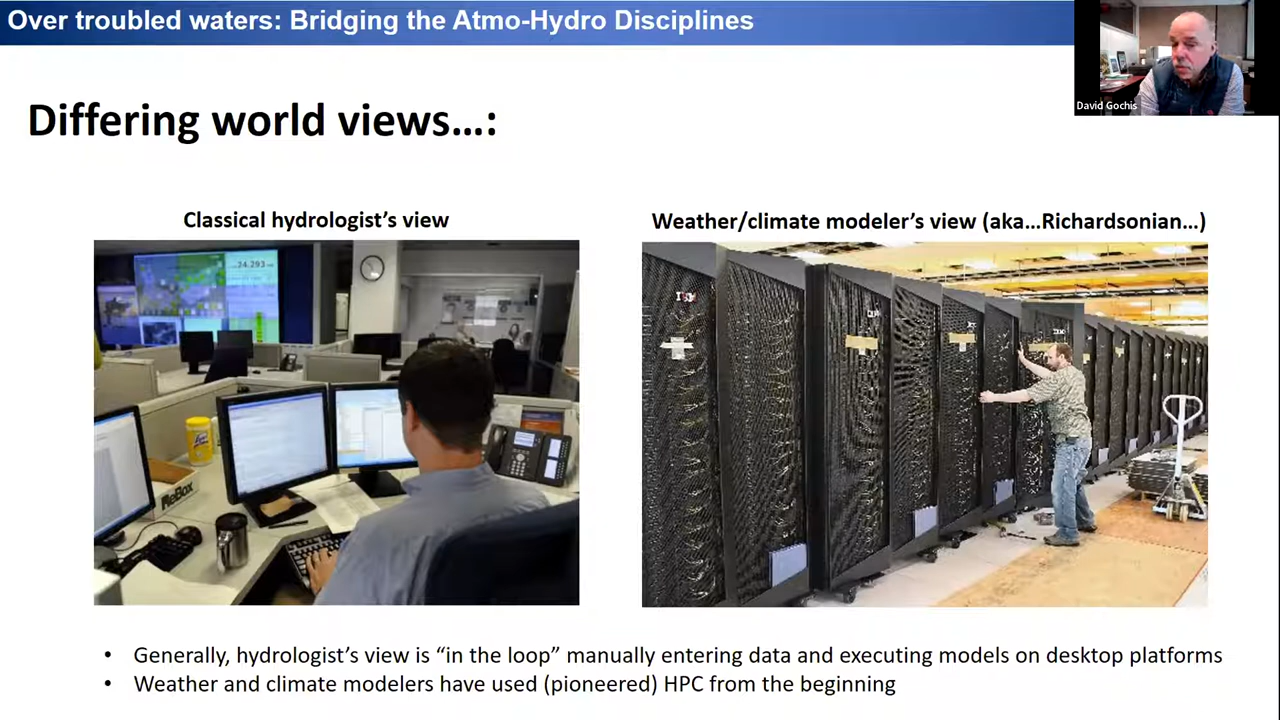 Over troubled waters: Bridging the Atmo-Hydro Disciplines
David Gochis
Differing world views…:
Classical hydrologist’s view
Weather/climate modeler’s view (aka…Richardsonian…)
34.293
ReBox
IBM
Generally, hydrologist’s view is “in the loop” manually entering data and executing models on desktop platforms
Weather and climate modelers have used (pioneered) HPC from the beginning